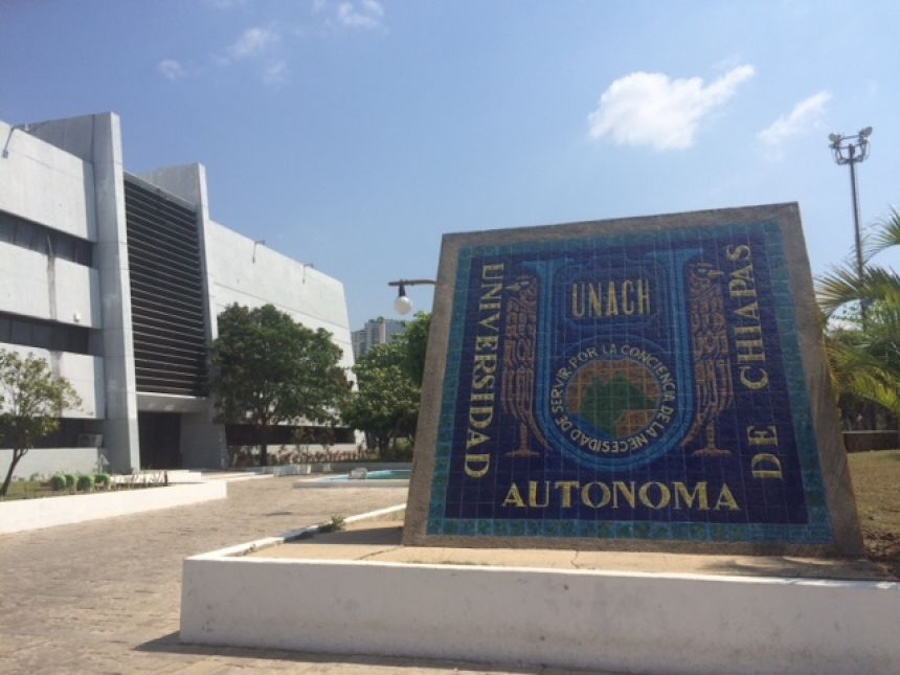 UNIVERSIDAD
AUTONOMA
DE CHIAPAS
UNACH
POR LA CONCIENCIA DE LA NECESIDAD DE SERVIR